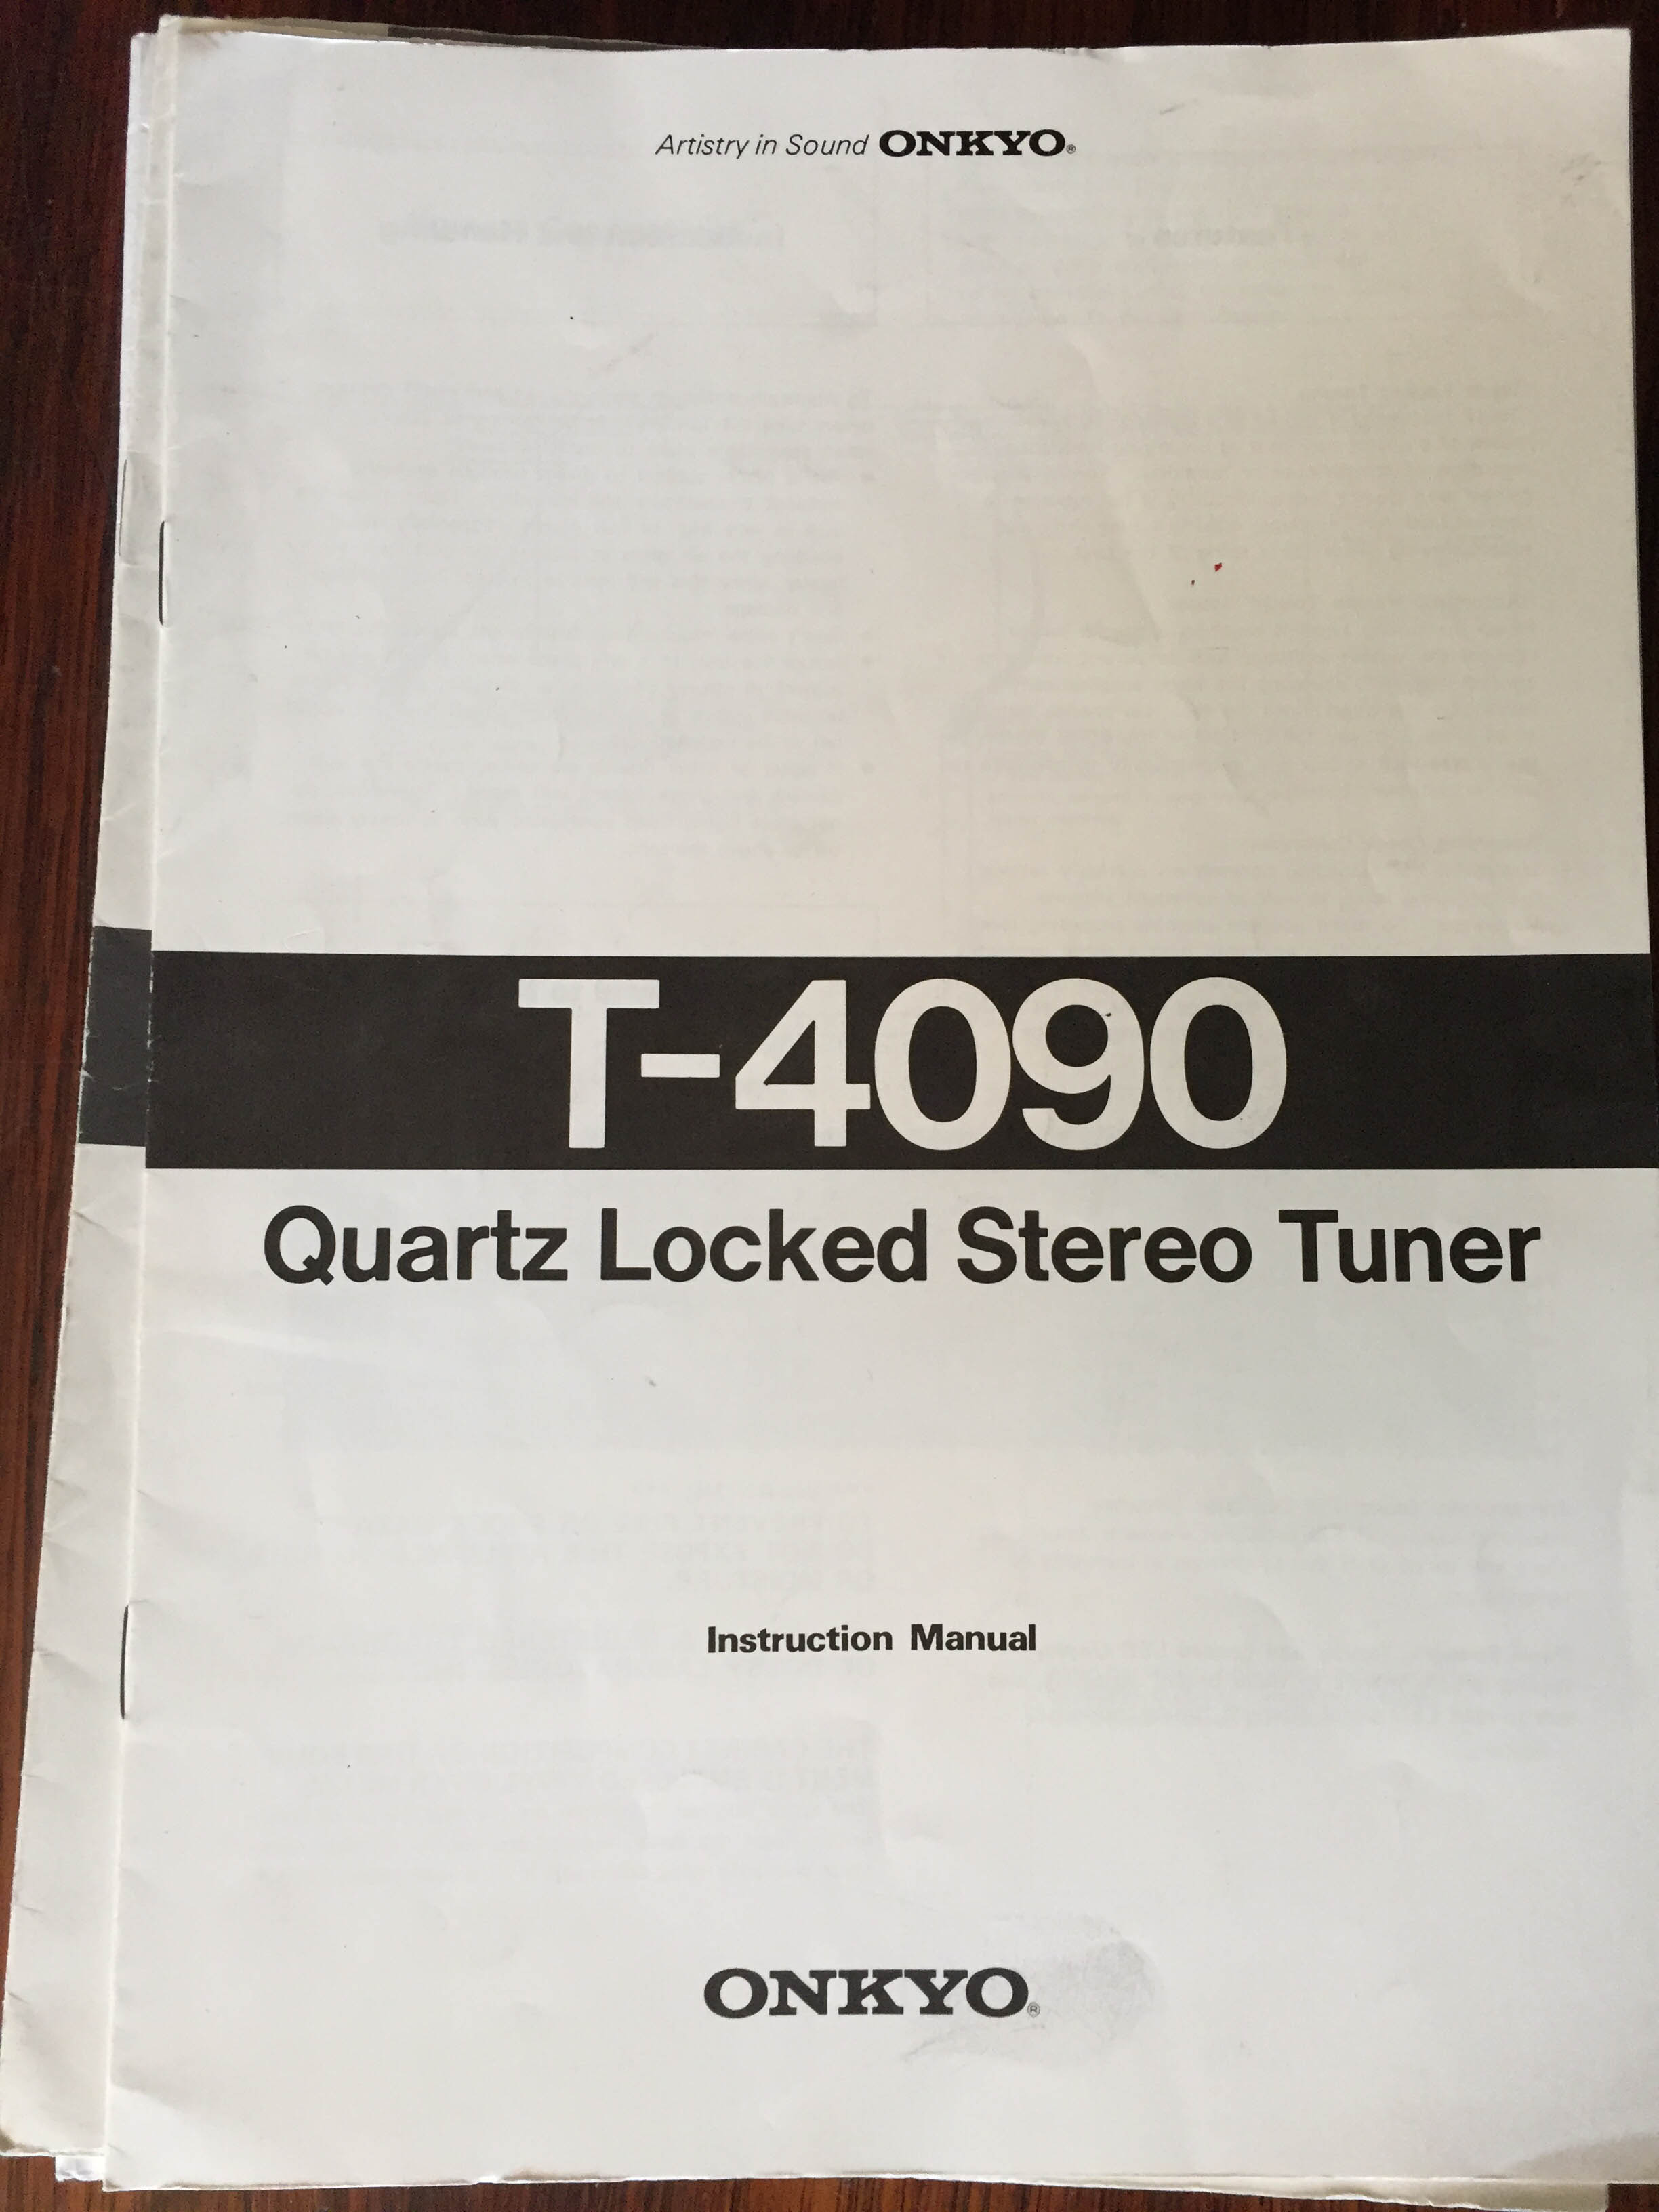 Artistry in Sound ONKYO®
T-4090
Quartz Locked Stereo Tuner
Instruction Manual
ONKYO®